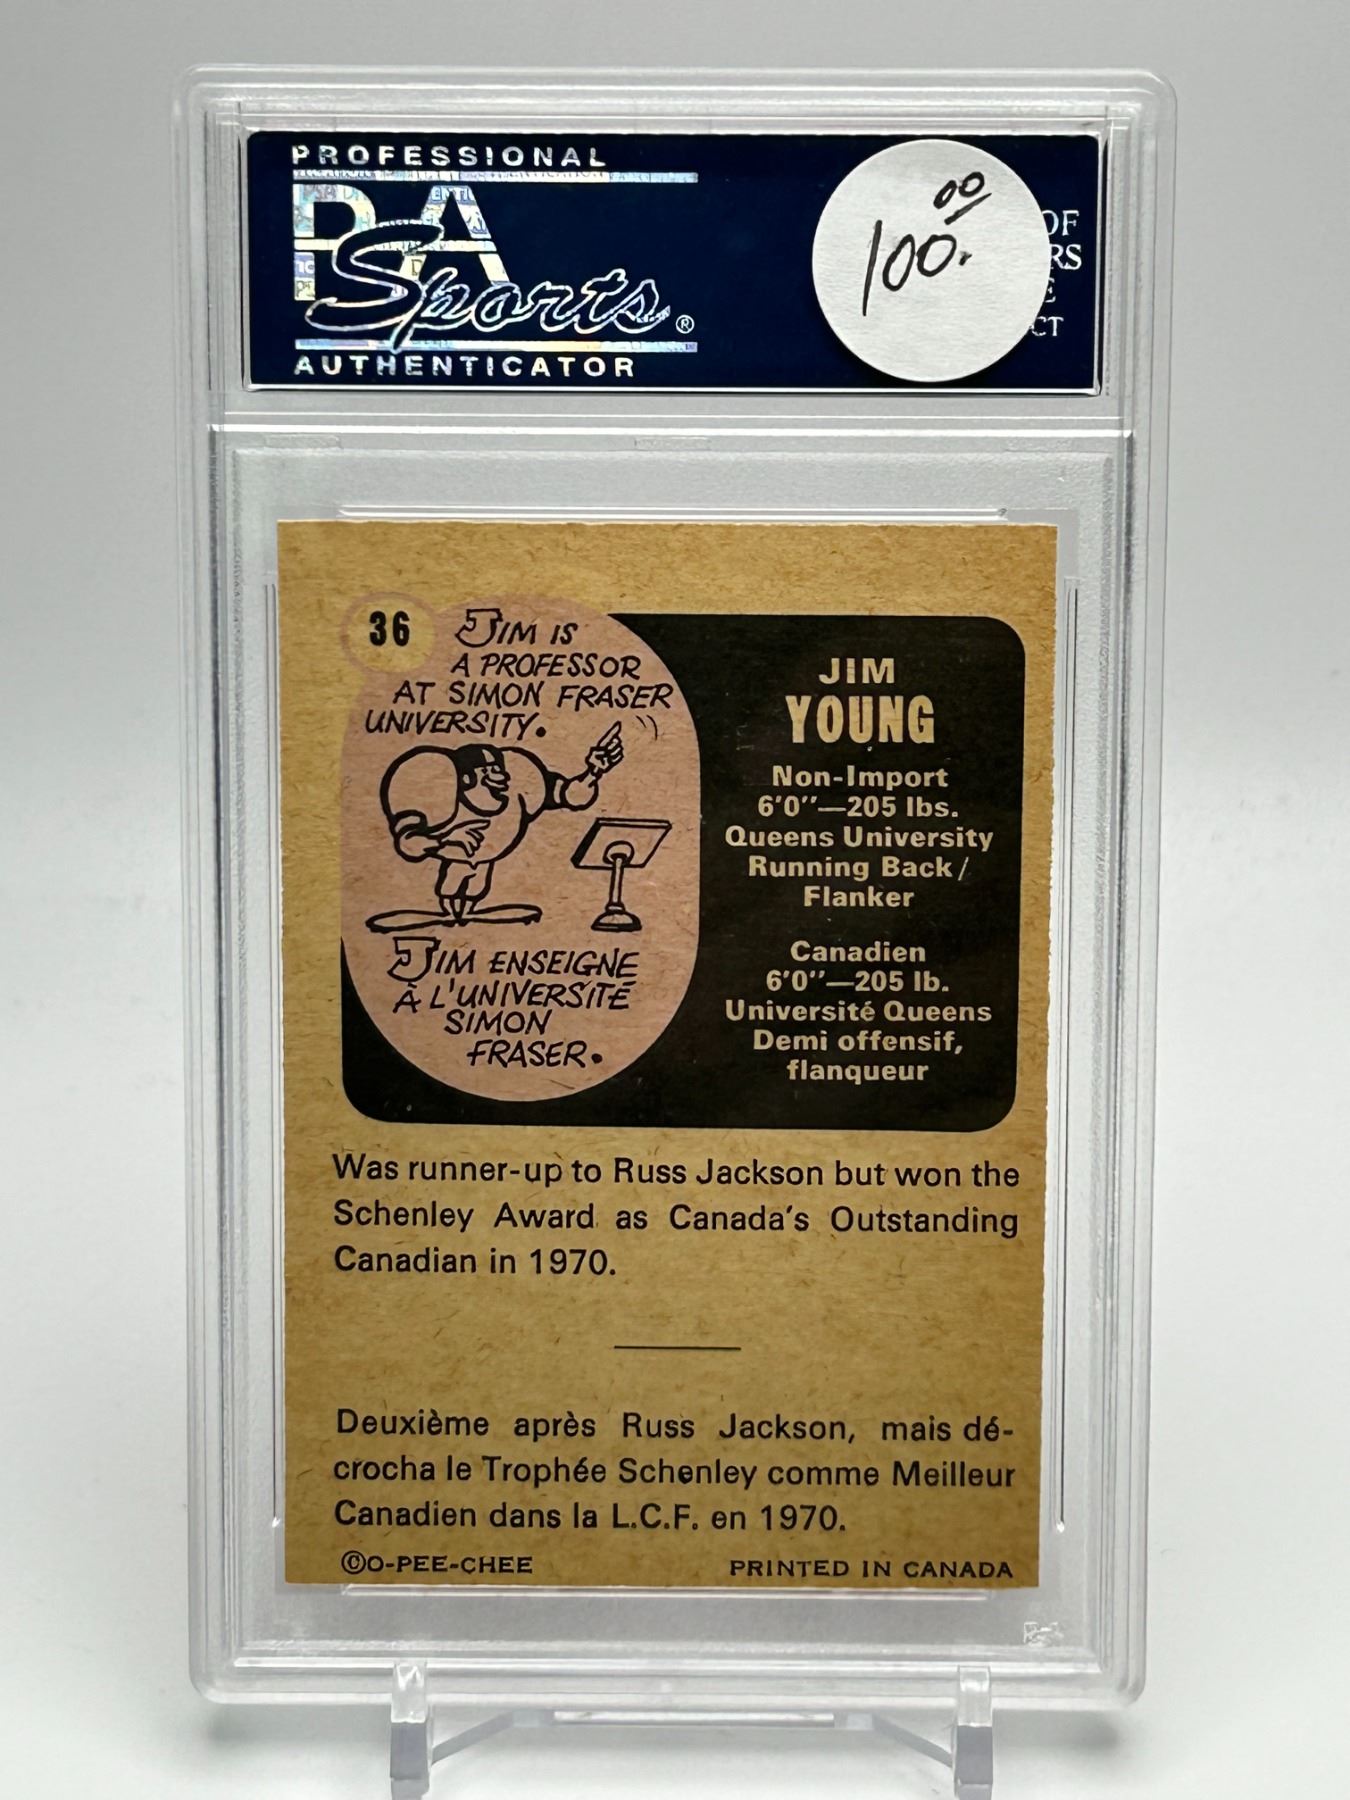 PROFESSIONAL
PSA
Sports®
AUTHENTICATOR
100.00
OF
RS
E
CT
36
JIM IS
A PROFESSOR
AT SIMON FRASER
UNIVERSITY.
JIM ENSEIGNE
À L'UNIVERSITÉ
SIMON
FRASER.
JIM
YOUNG
Non-Import
6'0"—205 lbs.
Queens University
Running Back/
Flanker
Canadien
6'0"—205 lb.
Université Queens
Demi offensif,
flanqueur
Was runner-up to Russ Jackson but won the
Schenley Award as Canada's Outstanding
Canadian in 1970.
Deuxième après Russ Jackson, mais dé-
crocha le Trophée Schenley comme Meilleur
Canadien dans la L.C.F. en 1970.
©O-PEE-CHEE PRINTED IN CANADA